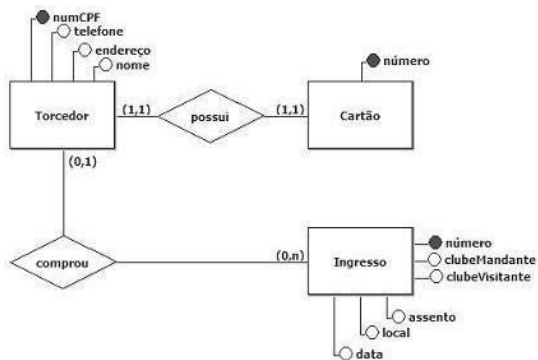 numCPF
telefone
endereço
nome
número
Torcedor
(1,1)
possui
(1,1)
Cartão
(0,1)
comprou
(0,n)
Ingresso
número
clubeMandante
clubeVisitante
assento
local
data